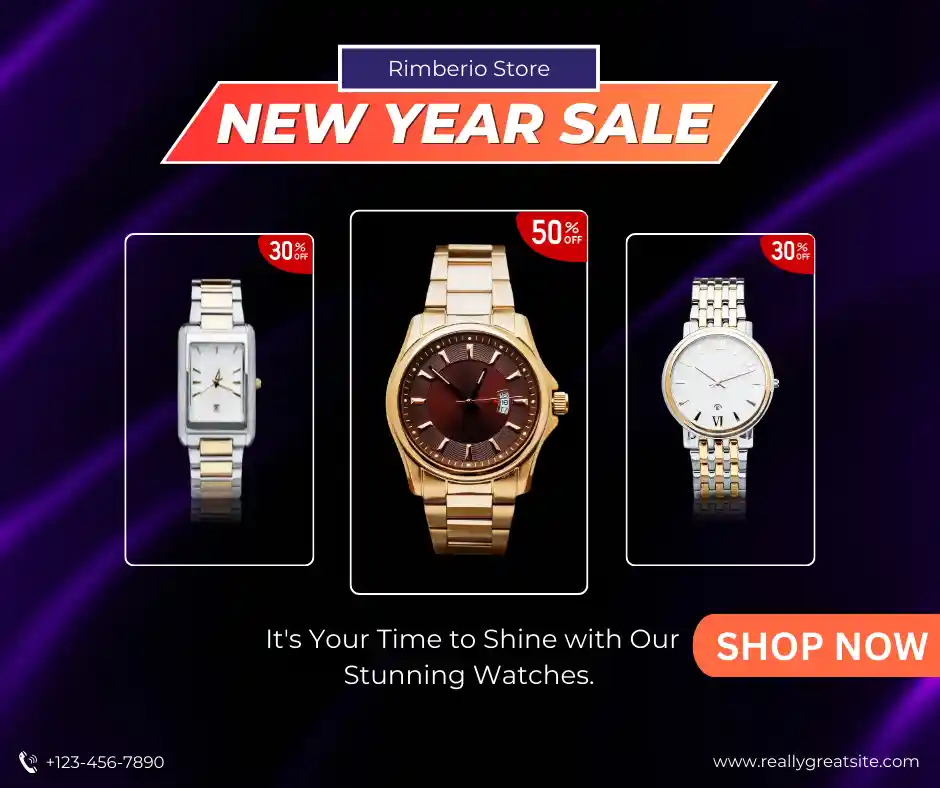 Rimberio Store
NEW YEAR SALE
30% OFF
50% OFF
30% OFF
VI
It's Your Time to Shine with Our
Stunning Watches.
SHOP NOW
+123-456-7890
www.reallygreatsite.com